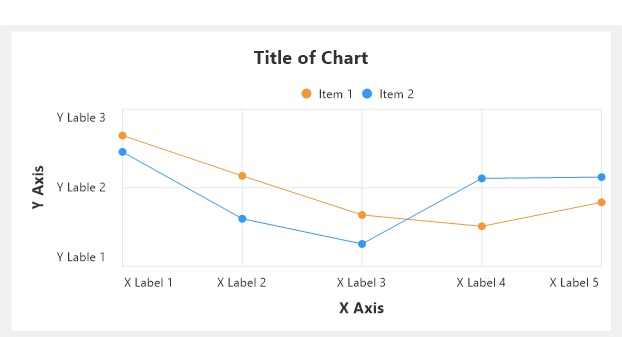 Title of Chart
Item 1 Item 2
Y Lable 3
Y Lable 2
Y Lable 1
Y Axis
X Label 1 X Label 2 X Label 3 X Label 4 X Label 5
X Axis